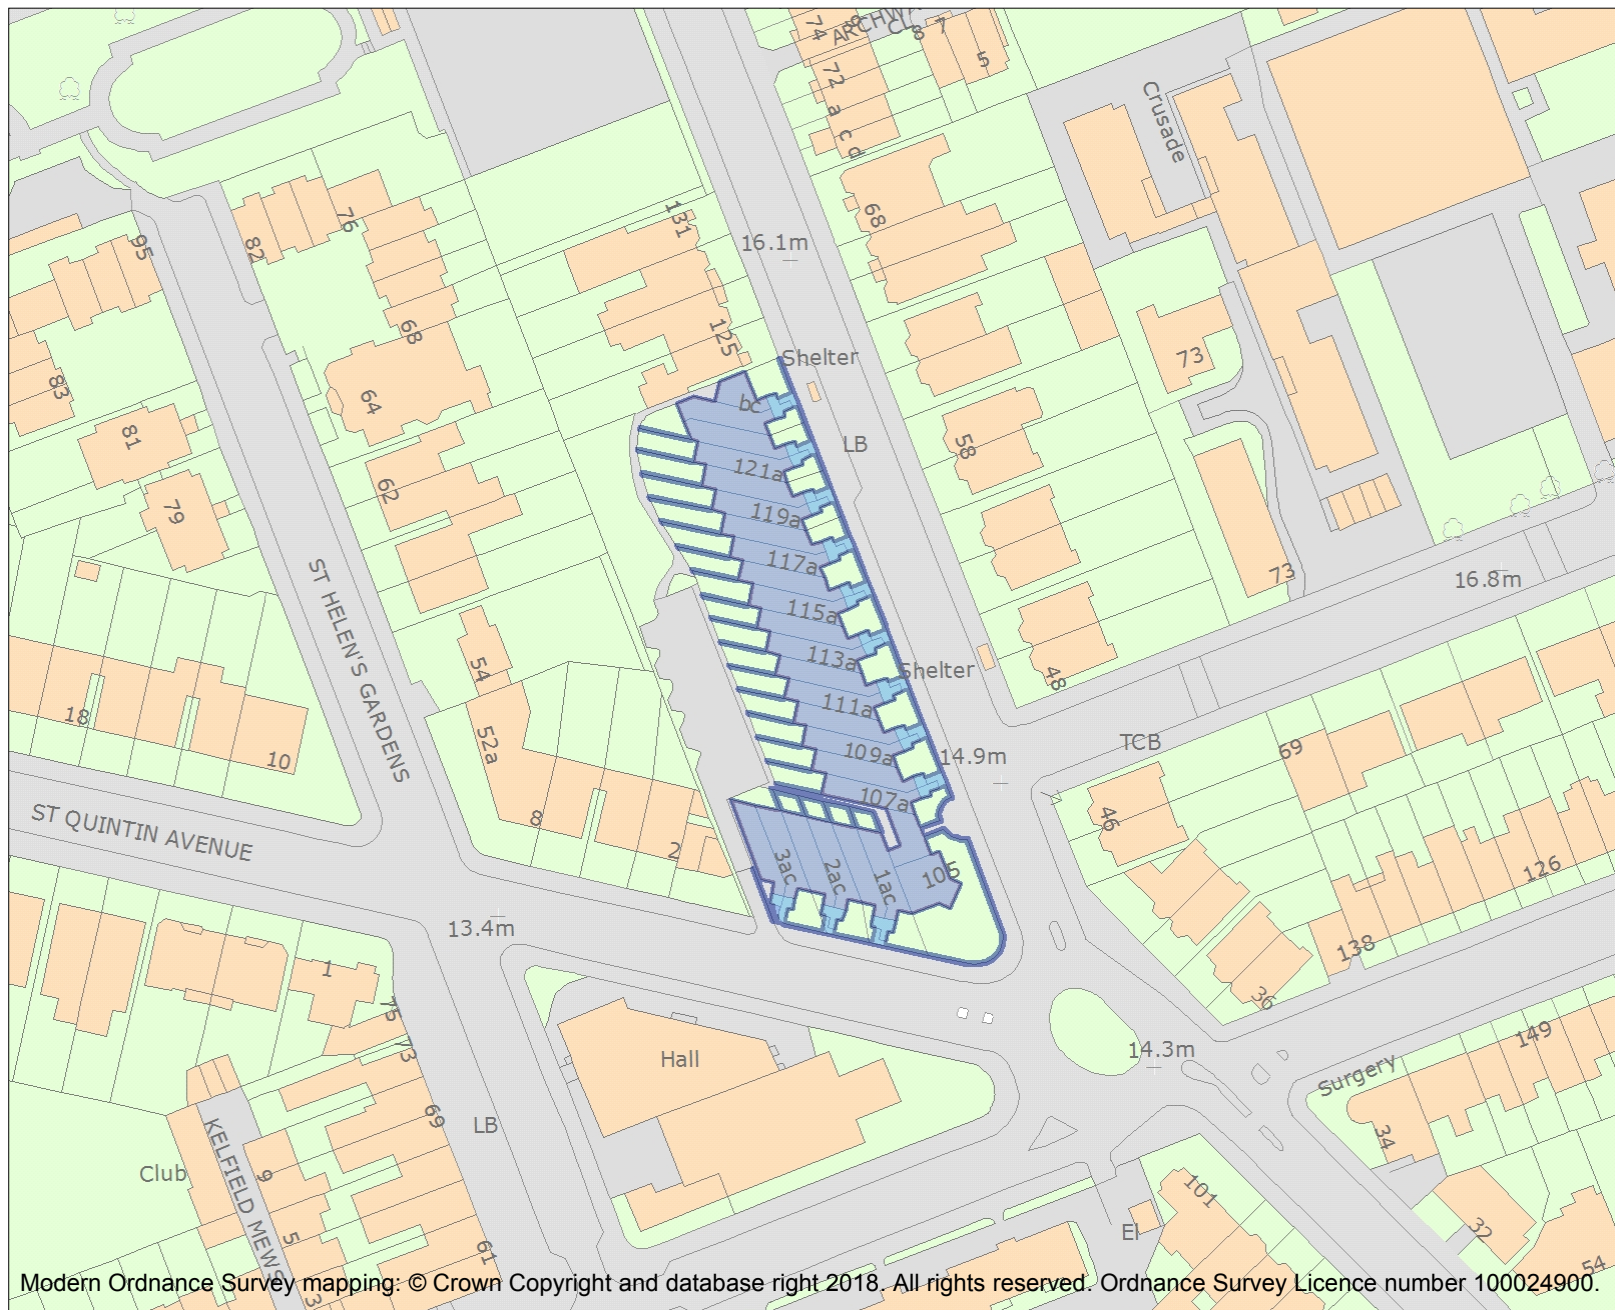 74
ARCHWA
8
7
5
72
a
c
d
Crusade
95
82
76
131
68
16.1m
68
125
Shelter
73
83
64
bc
81
62
79
LB
58
121a
119a
117a
115a
113a
111a
109a
107a
73
16.8m
ST HELEN'S GARDENS
54
Shelter
48
18
10
52a
14.9m
TCB
69
ST QUINTIN AVENUE
8
2
46
3ac
2ac
1ac
105
126
13.4m
138
1
75
36
73
Hall
14.3m
149
Surgery
69
LB
34
Club
KELFIELD MEWS
9
101
5
61
El
32
54
3
Modern Ordnance Survey mapping: © Crown Copyright and database right 2018. All rights reserved. Ordnance Survey Licence number 100024900.